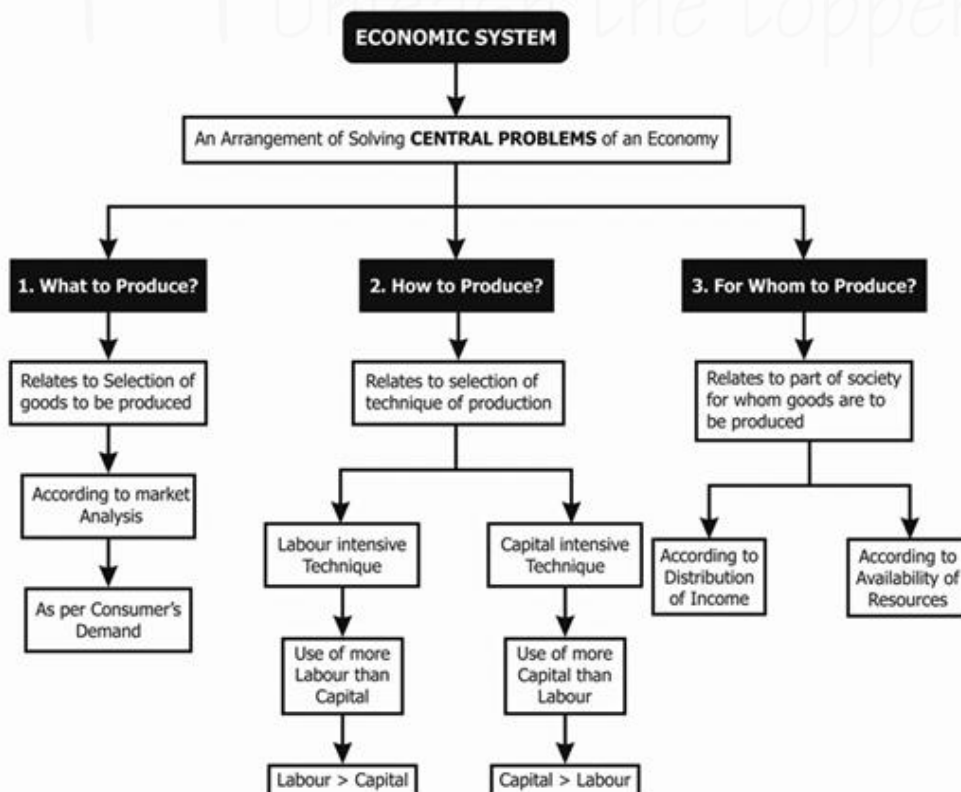 Unleash the topper
ECONOMIC SYSTEM
An Arrangement of Solving CENTRAL PROBLEMS of an Economy
1. What to Produce?
Relates to Selection of
goods to be produced
According to market
Analysis
As per Consumer's
Demand
2. How to Produce?
Relates to selection of
technique of production
Labour intensive
Technique
Use of more
Labour than
Capital
Labour > Capital
Capital intensive
Technique
Use of more
Capital than
Labour
Capital > Labour
3. For Whom to Produce?
Relates to part of society
for whom goods are to
be produced
According to
Distribution
of Income
According to
Availability of
Resources